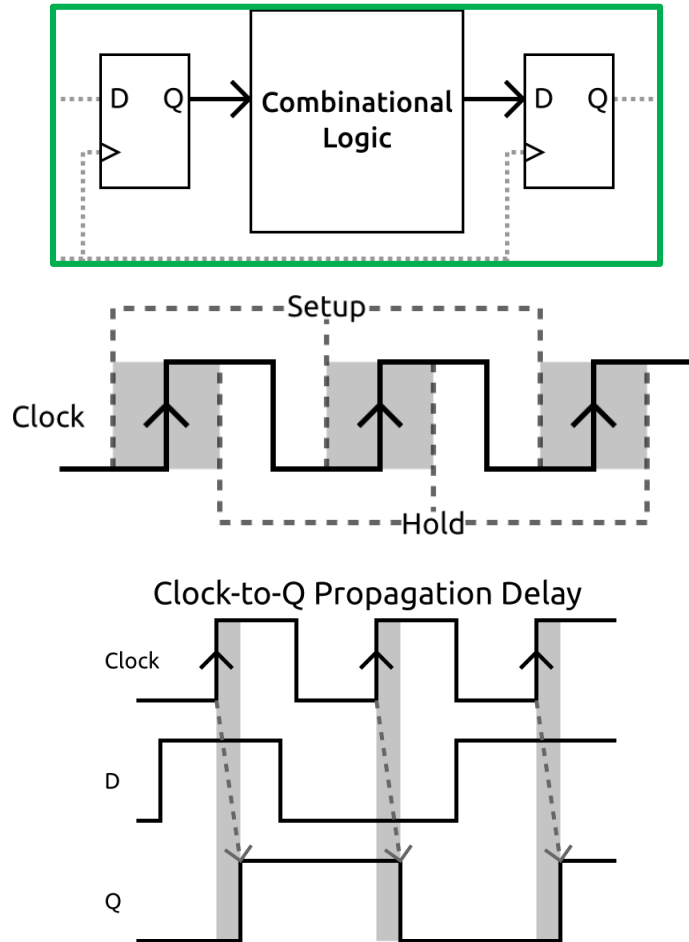 D Q
Combinational
Logic
D Q
Setup
Clock
Hold
Clock-to-Q Propagation Delay
Clock
D
Q